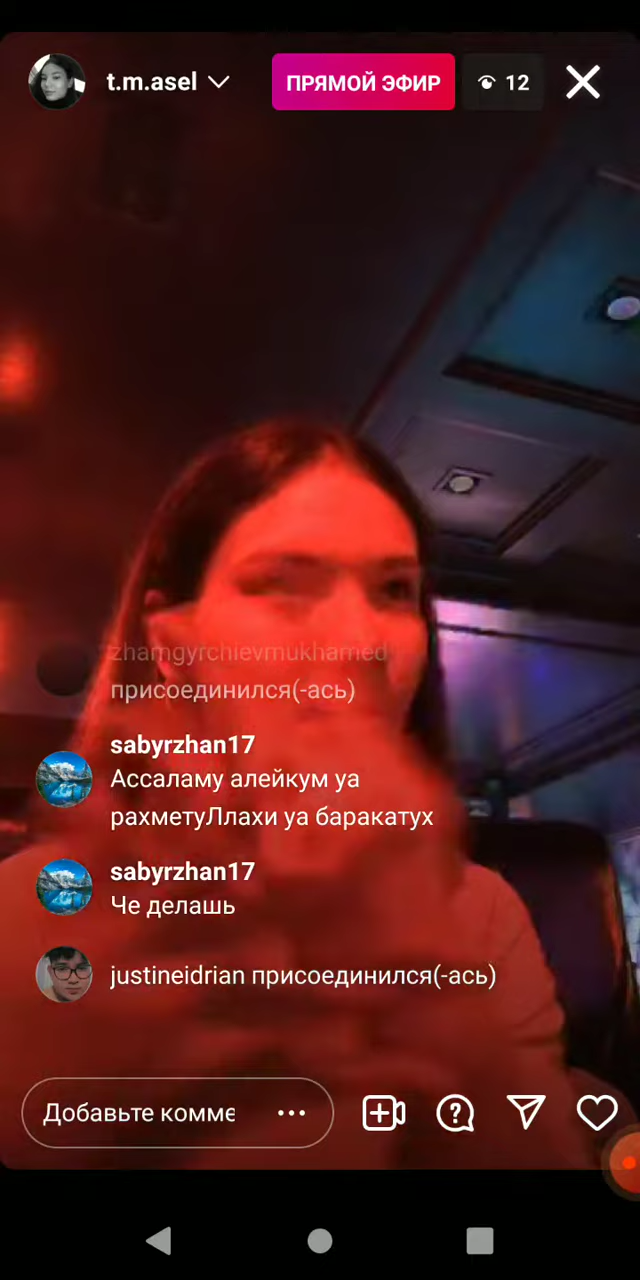 t.m.asel
ПРЯМОЙ ЭФИР
12
zhamgyrchievmukhamed
присоединился(-ась)
sabyrzhan17
Ассаламу алейкум уа
рахметуЛлахи уа баракатух
sabyrzhan17
Че делашь
justineidrian присоединился(-ась)
Добавьте комме